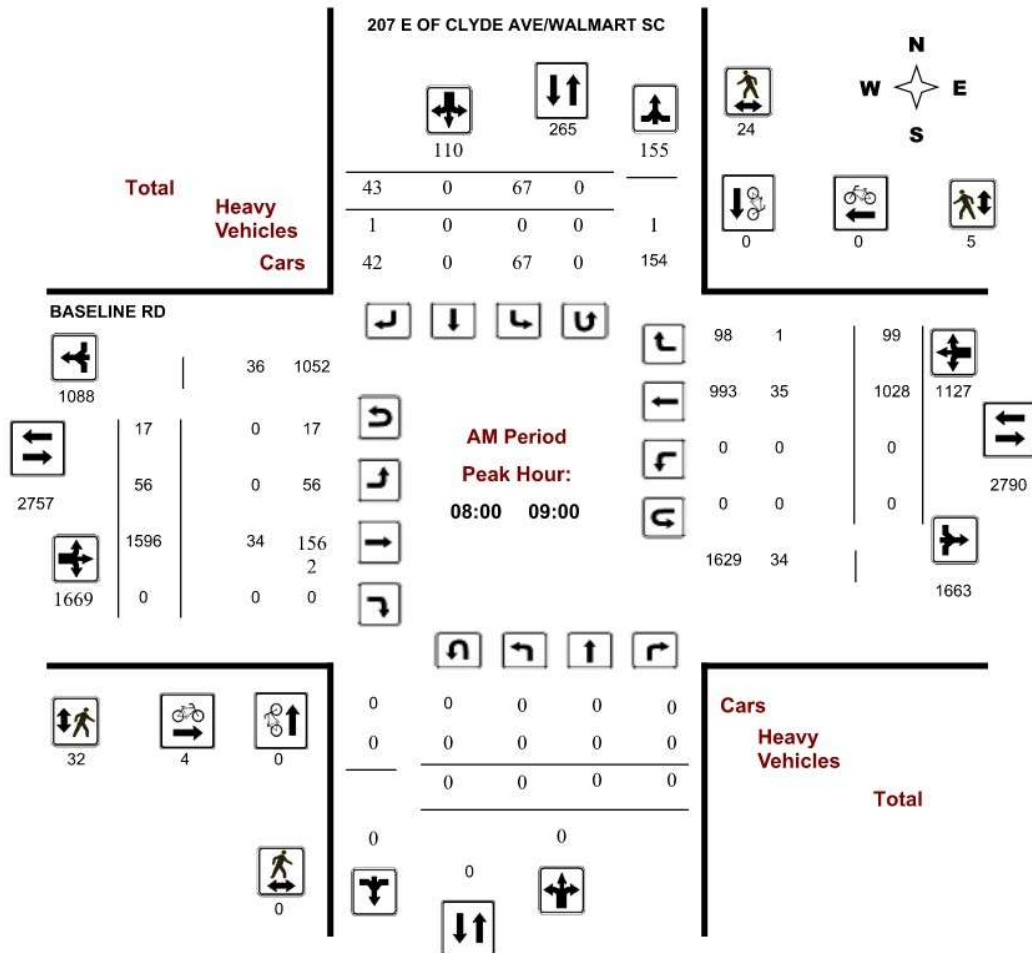 207 E OF CLYDE AVE/WALMART SC
N
W E
S
265
24
110 155
Total 43 0 67 0
Heavy
Vehicles 1 0 0 0 1
0 0 5
Cars 42 0 67 0 154
BASELINE RD
36 1052
98 1 99
1088
993 35 1028 1127
17 0 17
AM Period
0 0 0
Peak Hour:
2757
56 0 56
2790
08:00 09:00
0 0 0
1596 34 156
2
1629 34
1669 0 0 0
1663
0 0 0 0 0
Cars
0 0 0 0 0
Heavy
Vehicles
32 4 0
0 0 0 0
Total
0 0
0
0